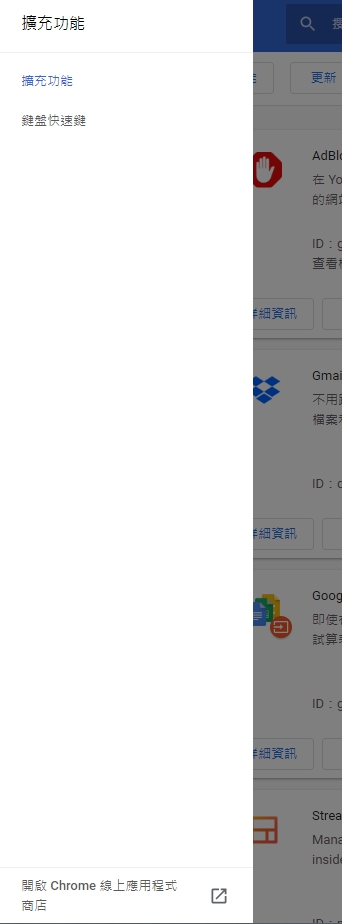 擴充功能
擴充功能
鍵盤快速鍵
開啟 Chrome 線上應用程式
商店
更新
在 Yo
的網
ID：
查看
詳細資訊
Gmai
不用
檔案
ID：
詳細資訊
Goog
即使
試算
ID：
詳細資訊
Strea
Mana
inside